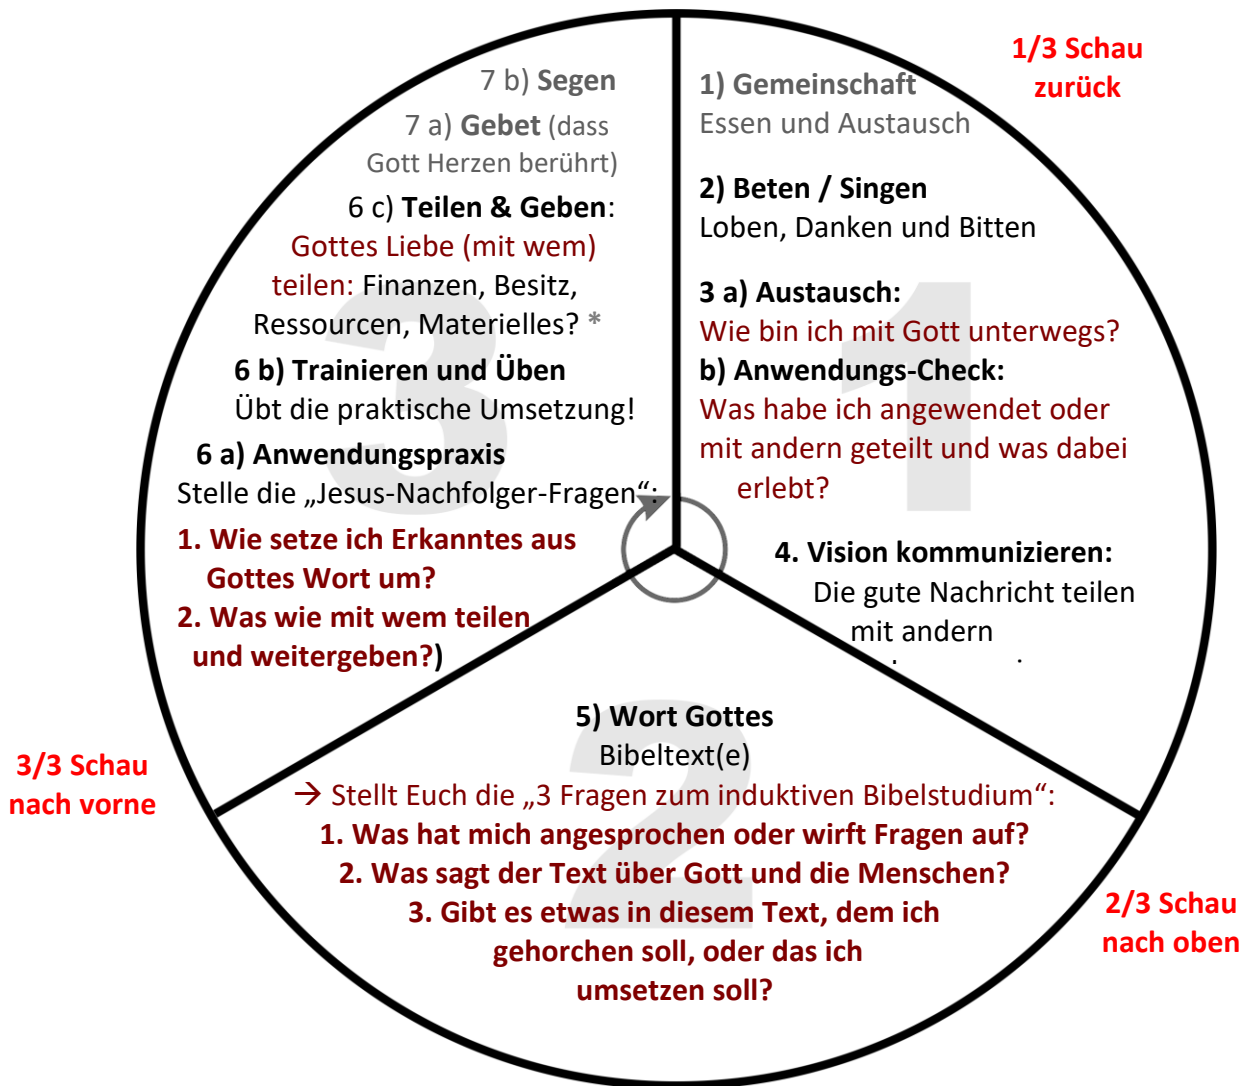 1/3 Schau
zurück
1) Gemeinschaft
Essen und Austausch
2) Beten / Singen
Loben, Danken und Bitten
3 a) Austausch:
Wie bin ich mit Gott unterwegs?
b) Anwendungs-Check:
Was habe ich angewendet oder
mit andern geteilt und was dabei
erlebt?
4. Vision kommunizieren:
Die gute Nachricht teilen
mit andern
1
2/3 Schau
nach oben
5) Wort Gottes
Bibeltext(e)
→ Stellt Euch die „3 Fragen zum induktiven Bibelstudium“:
1. Was hat mich angesprochen oder wirft Fragen auf?
2. Was sagt der Text über Gott und die Menschen?
3. Gibt es etwas in diesem Text, dem ich
gehorchen soll, oder das ich
umsetzen soll?
2
3/3 Schau
nach vorne
7 b) Segen
7 a) Gebet (dass
Gott Herzen berührt)
6 c) Teilen & Geben:
Gottes Liebe (mit wem)
teilen: Finanzen, Besitz,
Ressourcen, Materielles? *
6 b) Trainieren und Üben
Übt die praktische Umsetzung!
6 a) Anwendungspraxis
Stelle die „Jesus-Nachfolger-Fragen“:
1. Wie setze ich Erkanntes aus
Gottes Wort um?
2. Was wie mit wem teilen
und weitergeben?)
3